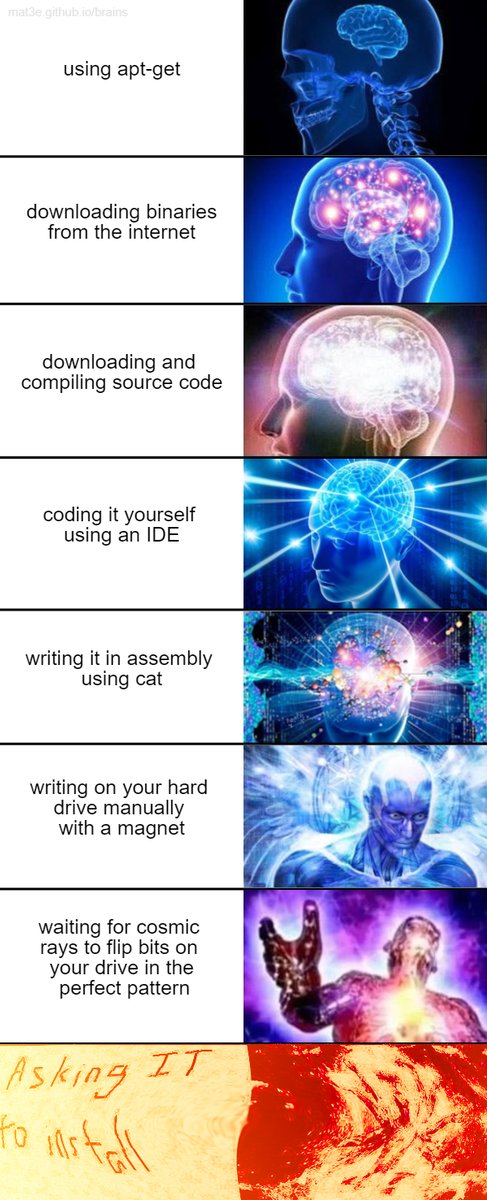 mat3e.github.io/brains
using apt-get
downloading binaries
from the internet
downloading and
compiling source code
coding it yourself
using an IDE
writing it in assembly
using cat
writing on your hard
drive manually
with a magnet
waiting for cosmic
rays to flip bits on
your drive in the
perfect pattern
Asking IT
to install